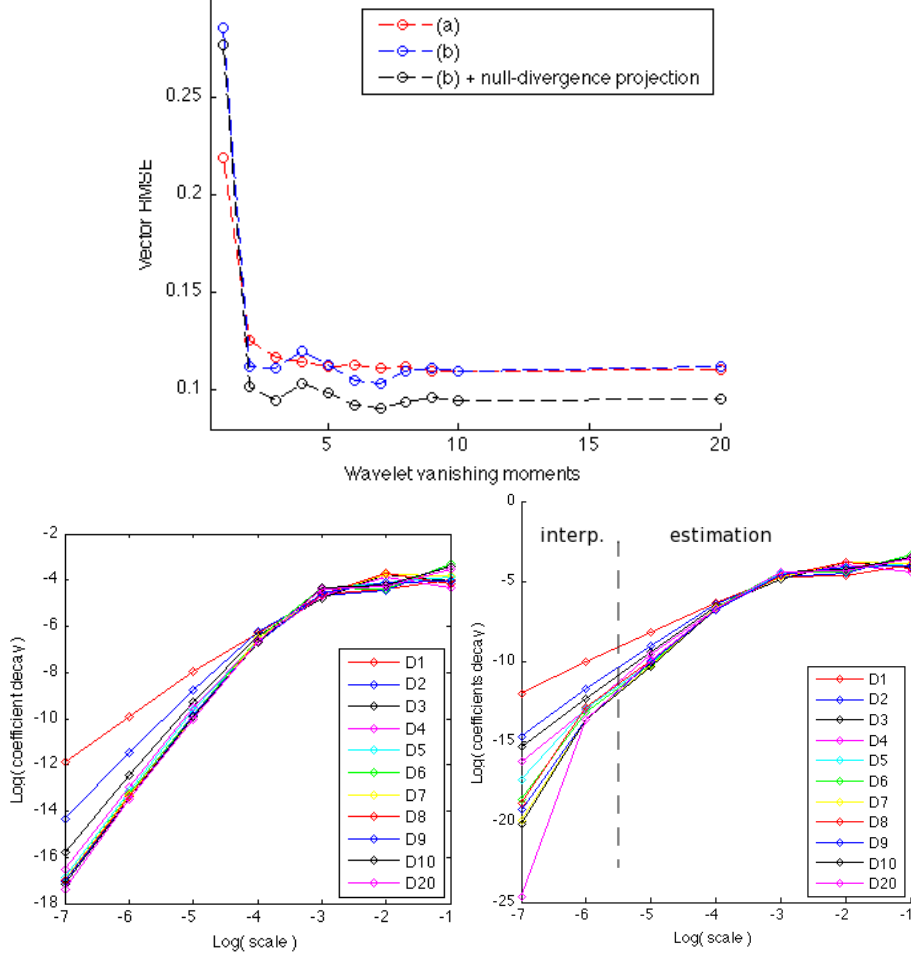 (a)
(b)
(b) + null-divergence projection
0.25
0.2
0.15
0.1
Vector RMSE
5
10
15
20
Wavelet vanishing moments
-2
-4
-6
-8
-10
-12
-14
-16
-18
Log( coefficient decay )
D1
D2
D3
D4
D5
D6
D7
D8
D9
D10
D20
-7
-6
-5
-4
-3
-2
-1
Log( scale )
0
-5
-10
-15
-20
-25
Log( coefficients decay )
interp.
estimation
D1
D2
D3
D4
D5
D6
D7
D8
D9
D10
D20
-7
-6
-5
-4
-3
-2
-1
Log( scale )